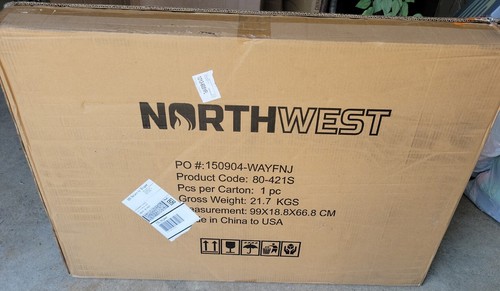 NORTHWEST
PO #:150904-WAYFNJ
Product Code: 80-421S
Pcs per Carton: 1 pc
Gross Weight: 21.7 KGS
asurement: 99X18.8X66.8 CM
e in China to USA